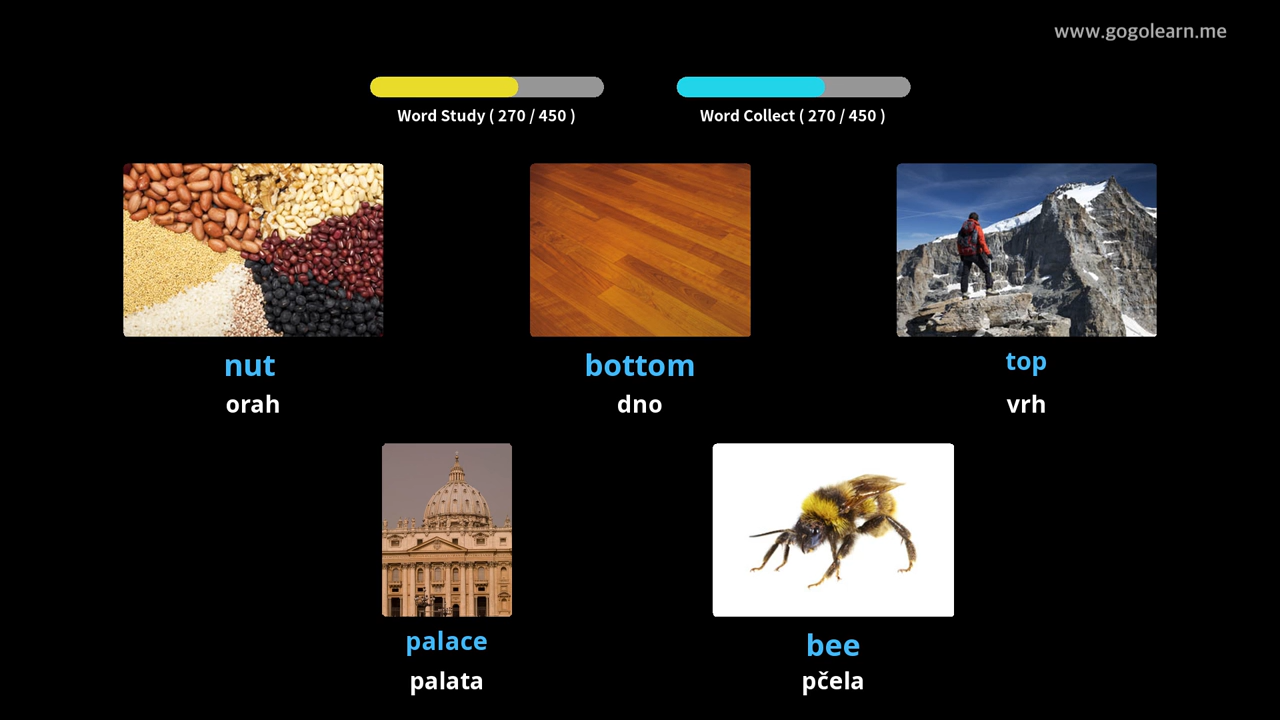 www.gogolearn.me
Word Study ( 270 / 450 )
Word Collect ( 270 / 450 )
nut
orah
bottom
dno
top
vrh
palace
palata
bee
pčela